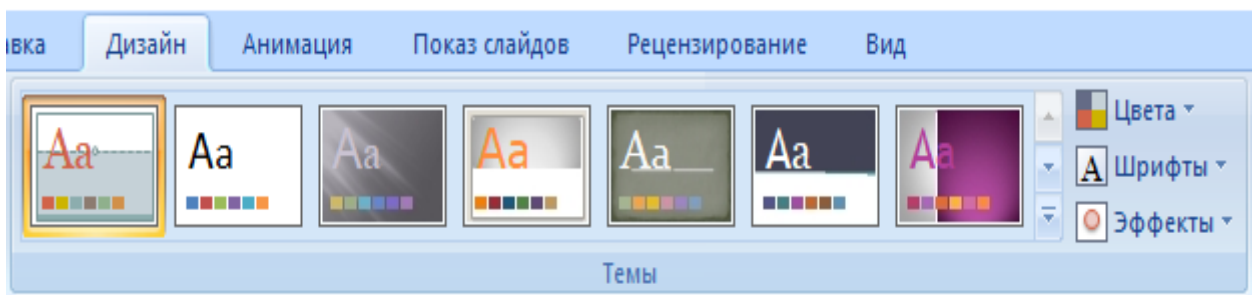 вка Дизайн Анимация Показ слайдов Рецензирование Вид
Aa Aa Aa Aa Aa Aa Aa
Цвета
A Шрифты
Эффекты
Темы